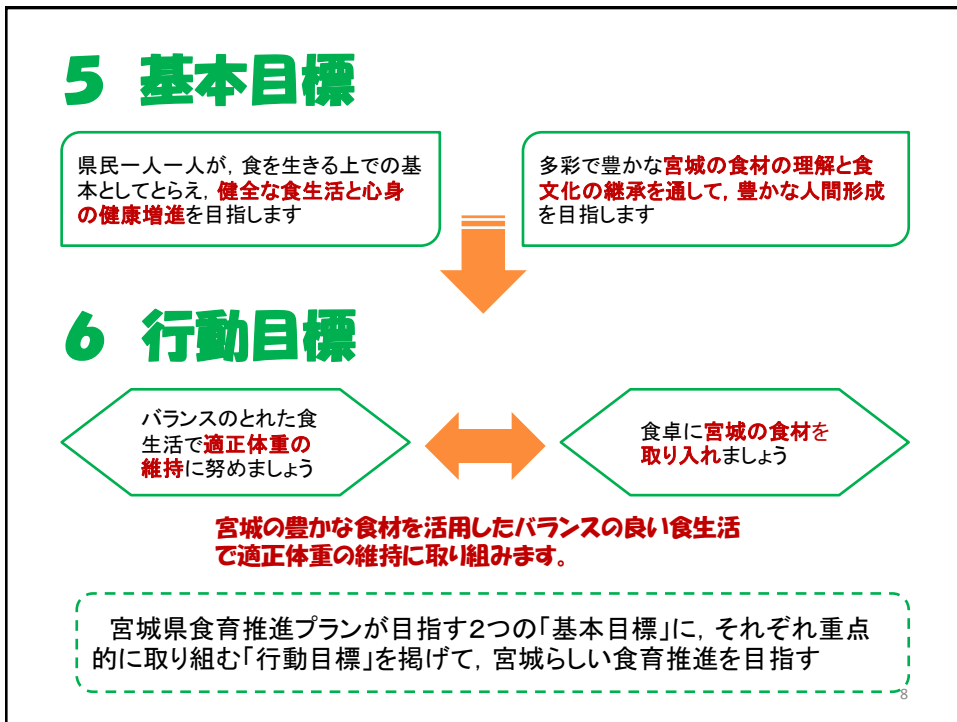 5 基本目標
県民一人一人が，食を生きる上での基
本としてとらえ，健全な食生活と心身
の健康増進を目指します
多彩で豊かな宮城の食材の理解と食
文化の継承を通して，豊かな人間形成
を目指します
6 行動目標
バランスのとれた食
生活で適正体重の
維持に努めましょう
食卓に宮城の食材を
取り入れましょう
宮城の豊かな食材を活用したバランスの良い食生活
で適正体重の維持に取り組みます。
宮城県食育推進プランが目指す2つの「基本目標」に，それぞれ重点
的に取り組む「行動目標」を掲げて，宮城らしい食育推進を目指す
8